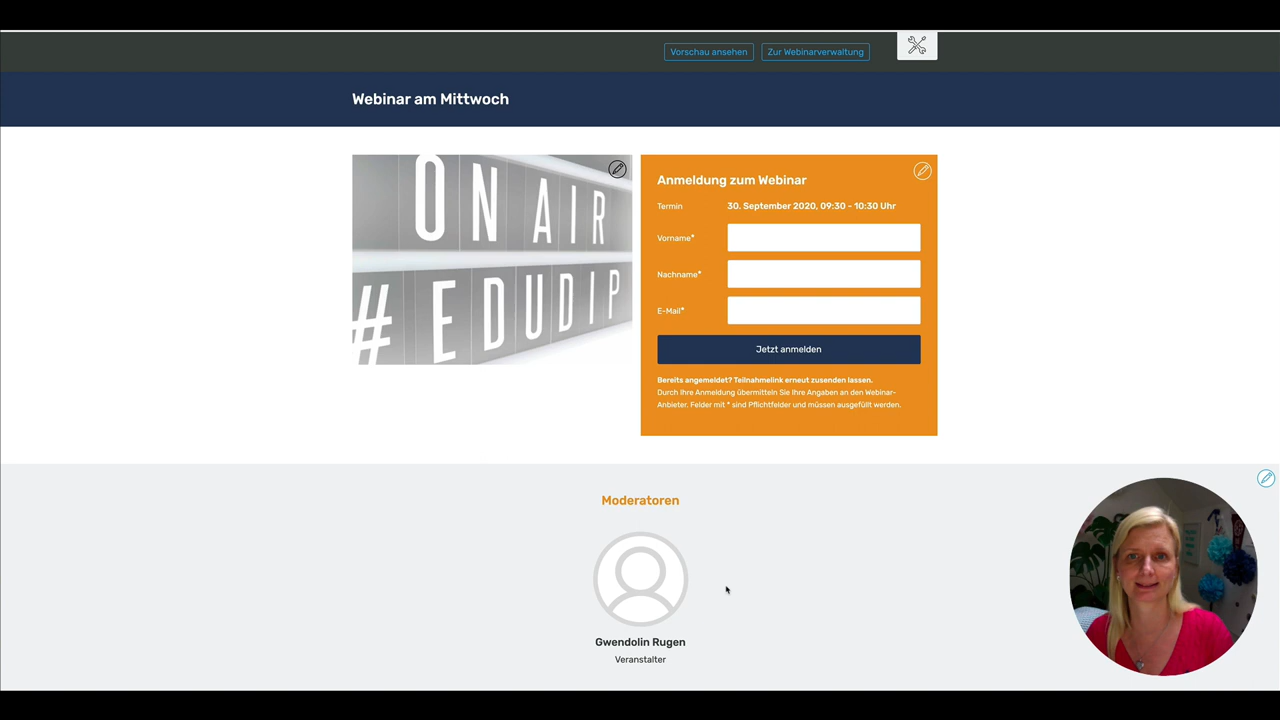 Vorschau ansehen
Zur Webinarverwaltung
Webinar am Mittwoch
ON AIR
# EDUDIP
Anmeldung zum Webinar
Termin
30. September 2020, 09:30 - 10:30 Uhr
Vorname*
Nachname*
E-Mail*
Jetzt anmelden
Bereits angemeldet? Teilnahmelink erneut zusenden lassen.
Durch Ihre Anmeldung übermitteln Sie Ihre Angaben an den Webinar-
Anbieter. Felder mit * sind Pflichtfelder und müssen ausgefüllt werden.
Moderatoren
Gwendolin Rugen
Veranstalter